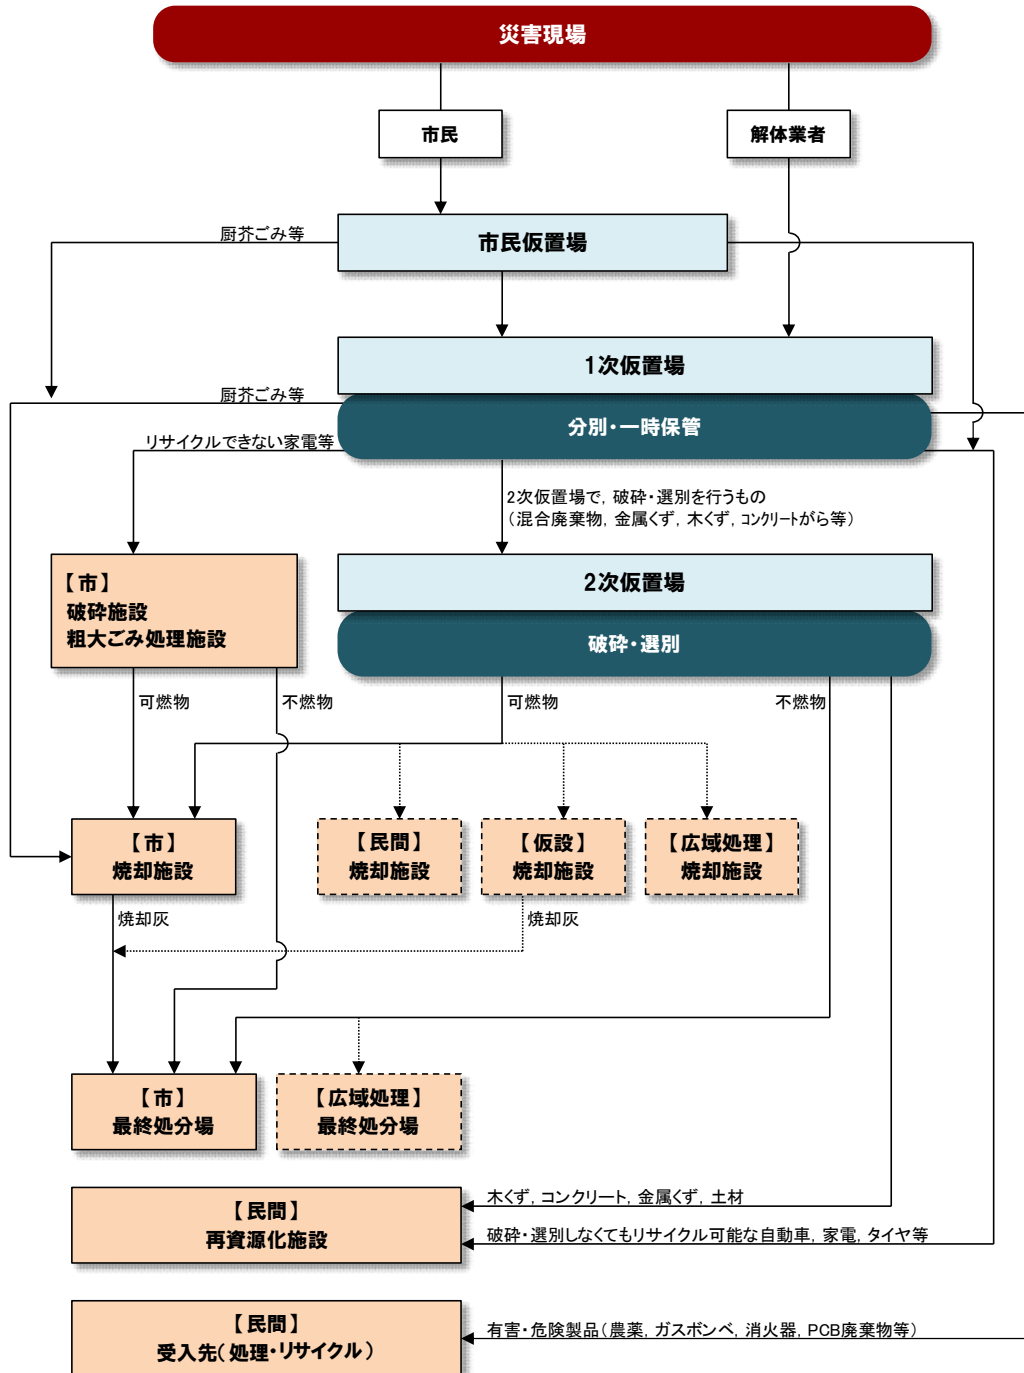 災害現場
市民
解体業者
厨芥ごみ等
市民仮置場
1次仮置場
厨芥ごみ等
分別・一時保管
リサイクルできない家電等
2次仮置場で, 破砕・選別を行うもの
（混合廃棄物, 金属くず, 木くず, コンクリートがら等）
【市】
破砕施設
粗大ごみ処理施設
2次仮置場
破砕・選別
可燃物
不燃物
可燃物
不燃物
【市】
焼却施設
【民間】
焼却施設
【仮設】
焼却施設
【広域処理】
焼却施設
焼却灰
焼却灰
【市】
最終処分場
【広域処理】
最終処分場
【民間】
再資源化施設
木くず, コンクリート, 金属くず, 土材
破砕・選別しなくてもリサイクル可能な自動車, 家電, タイヤ等
【民間】
受入先（処理・リサイクル）
有害・危険製品（農薬, ガスボンベ, 消火器, PCB廃棄物等）